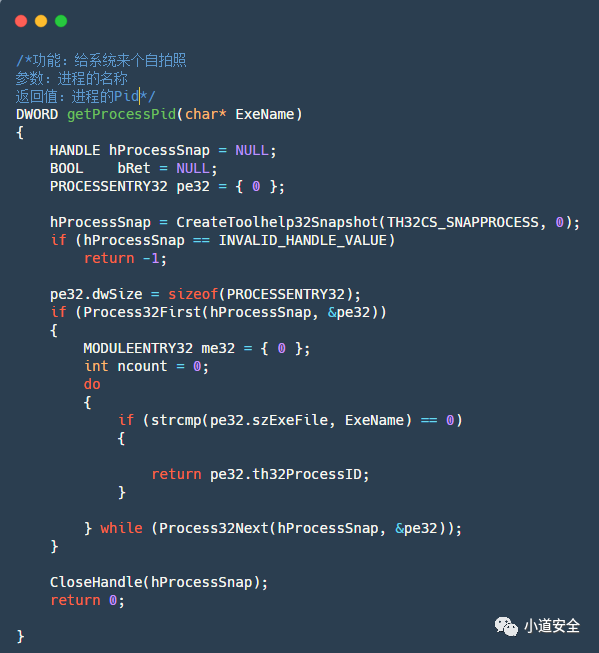 /*功能：给系统来个自拍照
参数：进程的名称
返回值：进程的Pid*/
DWORD getProcessPid(char* ExeName)
{
    HANDLE hProcessSnap = NULL;
    BOOL    bRet = NULL;
    PROCESSENTRY32 pe32 = { 0 };

    hProcessSnap = CreateToolhelp32Snapshot(TH32CS_SNAPPROCESS, 0);
    if (hProcessSnap == INVALID_HANDLE_VALUE)
        return -1;

    pe32.dwSize = sizeof(PROCESSENTRY32);
    if (Process32First(hProcessSnap, &pe32))
    {
        MODULEENTRY32 me32 = { 0 };
        int ncount = 0;
        do
        {
            if (strcmp(pe32.szExeFile, ExeName) == 0)
            {

                return pe32.th32ProcessID;
            }

        } while (Process32Next(hProcessSnap, &pe32));
    }

    CloseHandle(hProcessSnap);
    return 0;

}
小道安全